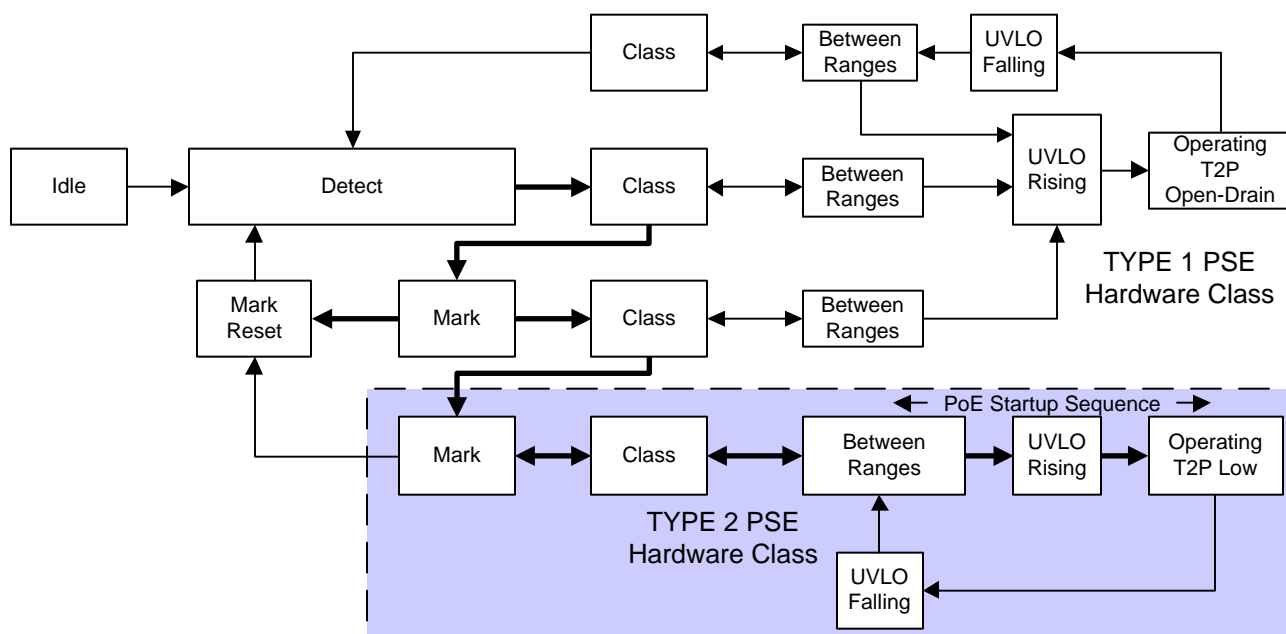 Class
Between
Ranges
UVLO
Falling
Idle
Detect
Class
Between
Ranges
UVLO
Rising
Operating
T2P
Open-Drain
TYPE 1 PSE
Hardware Class
Mark
Reset
Mark
Class
Between
Ranges
PoE Startup Sequence
Mark
Class
Between
Ranges
UVLO
Rising
Operating
T2P Low
TYPE 2 PSE
Hardware Class
UVLO
Falling